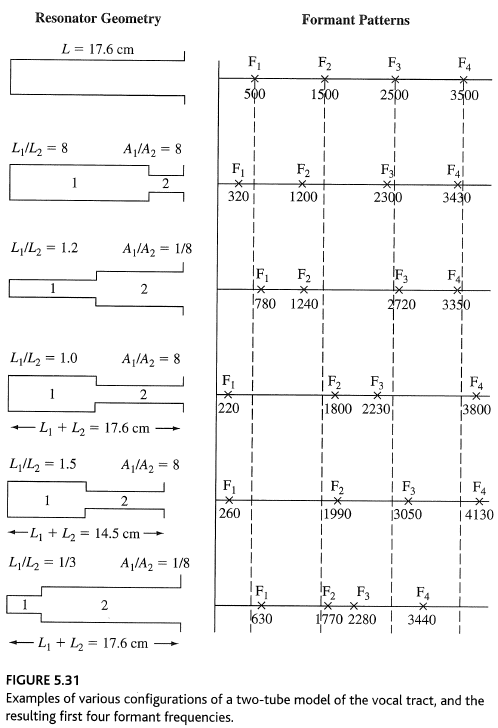 Resonator Geometry Formant Patterns
L = 17.6 cm
F₁ F₂ F₃ F₄
500 1500 2500 3500
L₁/L₂ = 8 A₁/A₂ = 8
F₁ F₂ F₃ F₄
1 2
320 1200 2300 3430
L₁/L₂ = 1.2 A₁/A₂ = 1/8
F₁ F₂ F₃ F₄
1 2
780 1240 2720 3350
L₁/L₂ = 1.0 A₁/A₂ = 8
F₁ F₂ F₃ F₄
1 2
220 1800 2230 3800
L₁ + L₂ = 17.6 cm
L₁/L₂ = 1.5 A₁/A₂ = 8
F₁ F₂ F₃ F₄
1 2
260 1990 3050 4130
L₁ + L₂ = 14.5 cm
L₁/L₂ = 1/3 A₁/A₂ = 1/8
F₁ F₂ F₃ F₄
1 2
630 1770 2280 3440
L₁ + L₂ = 17.6 cm
FIGURE 5.31
Examples of various configurations of a two-tube model of the vocal tract, and the
resulting first four formant frequencies.